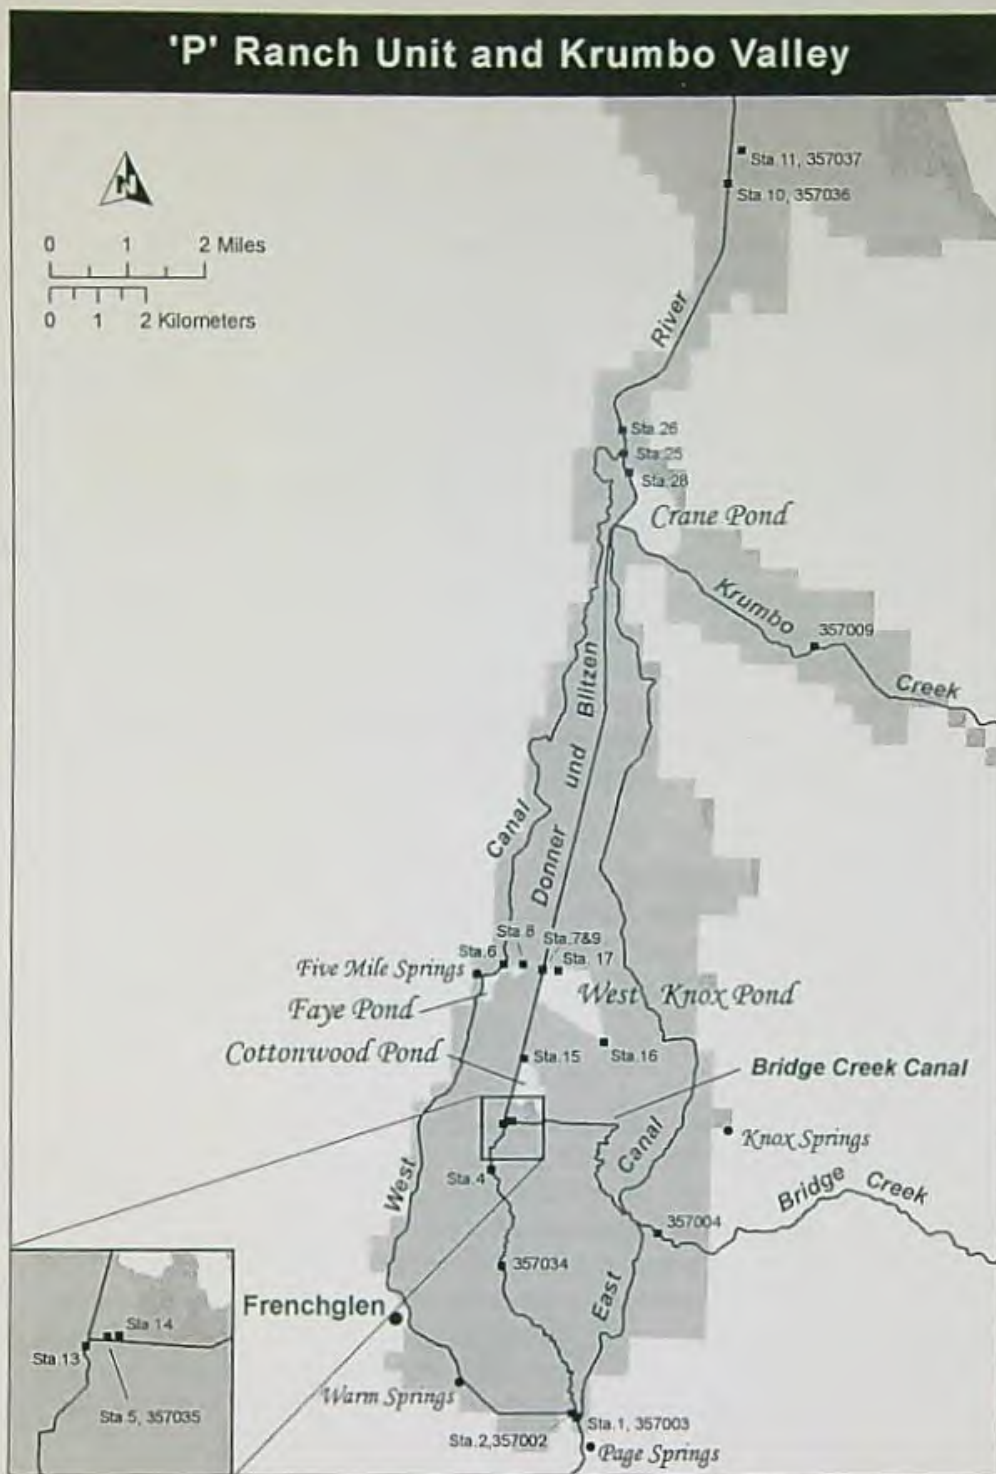 'P' Ranch Unit and Krumbo Valley
N
0 1 2 Miles
0 1 2 Kilometers
Sta.11, 357037
Sta.10, 357036
River
Sta.26
Sta.25
Sta.28
Crane Pond
Krumbo
357009
Creek
Blitzen
und
Donner
Canal
Sta.8
Sta.7&9
Sta.6
Sta. 17
Five Mile Springs
West Knox Pond
Faye Pond
Cottonwood Pond
Sta.15
Sta.16
Bridge Creek Canal
Canal
Knox Springs
West
Sta.4
Bridge Creek
357004
357034
East
Frenchglen
Sta 14
Sta.13
Sta.5, 357035
Warm Springs
Sta.1, 357003
Sta.2,357002
Page Springs